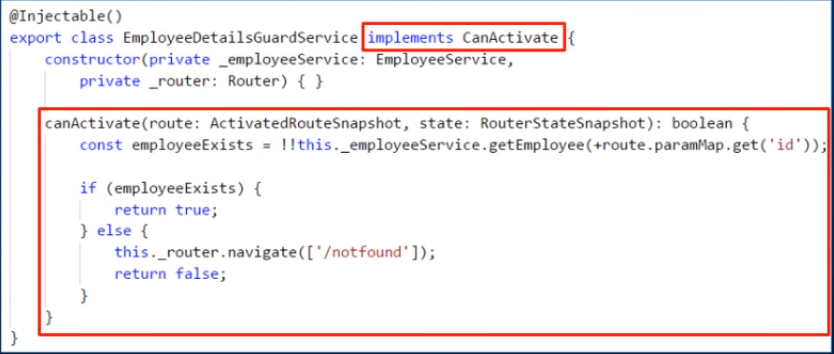 @Injectable()
export class EmployeeDetailsGuardService implements CanActivate {
    constructor(private _employeeService: EmployeeService,
        private _router: Router) { }
    canActivate(route: ActivatedRouteSnapshot, state: RouterStateSnapshot): boolean {
        const employeeExists = !!this._employeeService.getEmployee(+route.paramMap.get('id'));
        if (employeeExists) {
            return true;
        } else {
            this._router.navigate(['/notfound']);
            return false;
        }
    }
}